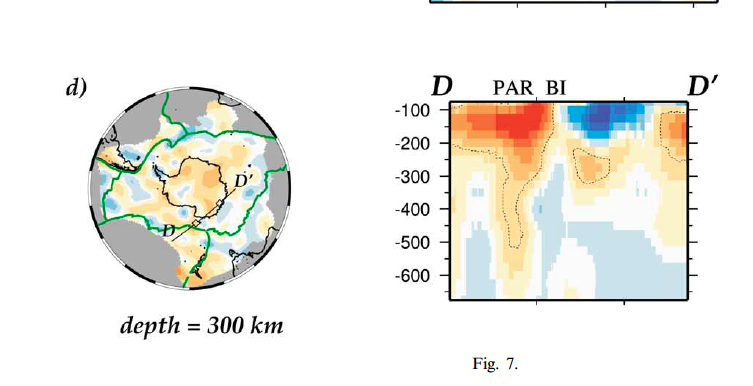 d)
D
D'
depth = 300 km
D PAR BI D'
-100
-200
-300
-400
-500
-600
Fig. 7.